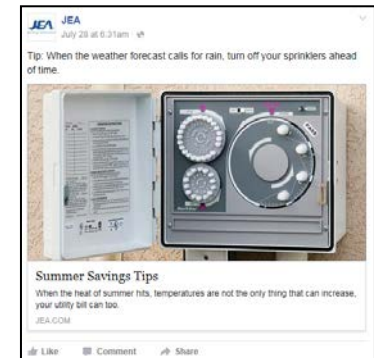 JEA
JEA
July 28 at 6:31am
Tip: When the weather forecast calls for rain, turn off your sprinklers ahead
of time.
Summer Savings Tips
When the heat of summer hits, temperatures are not the only thing that can increase,
your utility bill can too.
JEA.COM
Like Comment Share